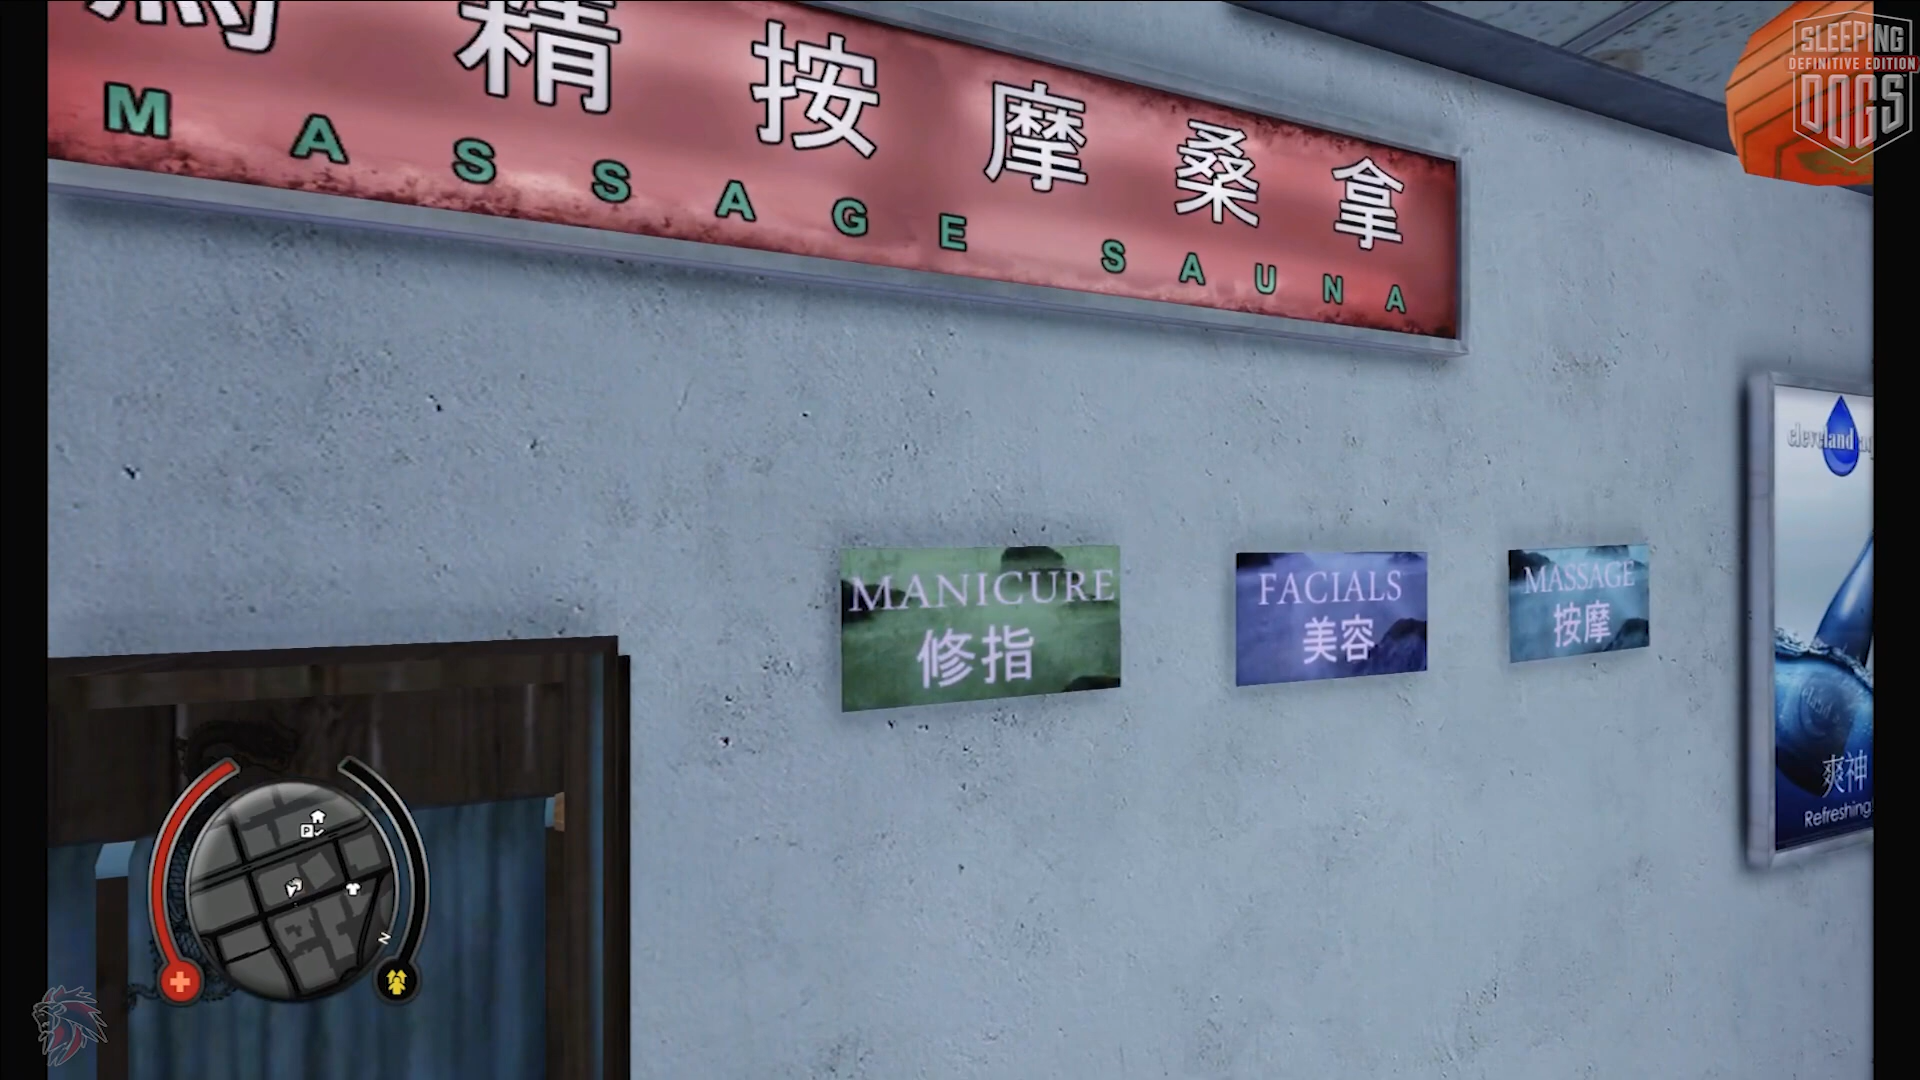 精按摩桑拿
MASSAGE SAUNA
MANICURE
修指
FACIALS
美容
MASSAGE
按摩
cleveland
爽神
Refreshing
SLEEPING
DEFINITIVE EDITION
DOGS
P
N